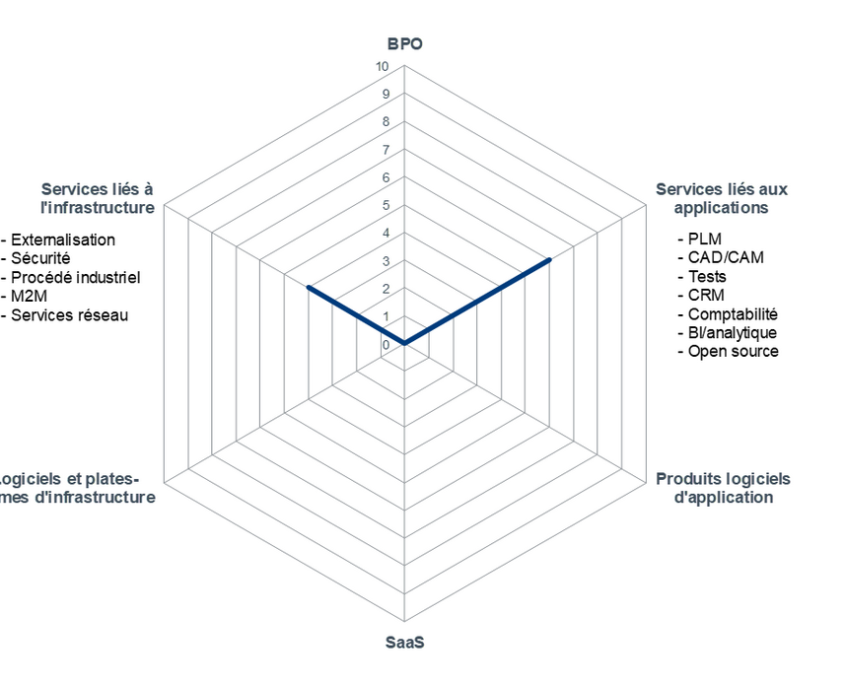 BPO
10
9
8
7
6
5
4
3
2
1
0
Services liés à
l'infrastructure
- Externalisation
- Sécurité
- Procédé industriel
- M2M
- Services réseau
Services liés aux
applications
- PLM
- CAD/CAM
- Tests
- CRM
- Comptabilité
- BI/analytique
- Open source
ogiciels et plates-
mes d'infrastructure
Produits logiciels
d'application
SaaS